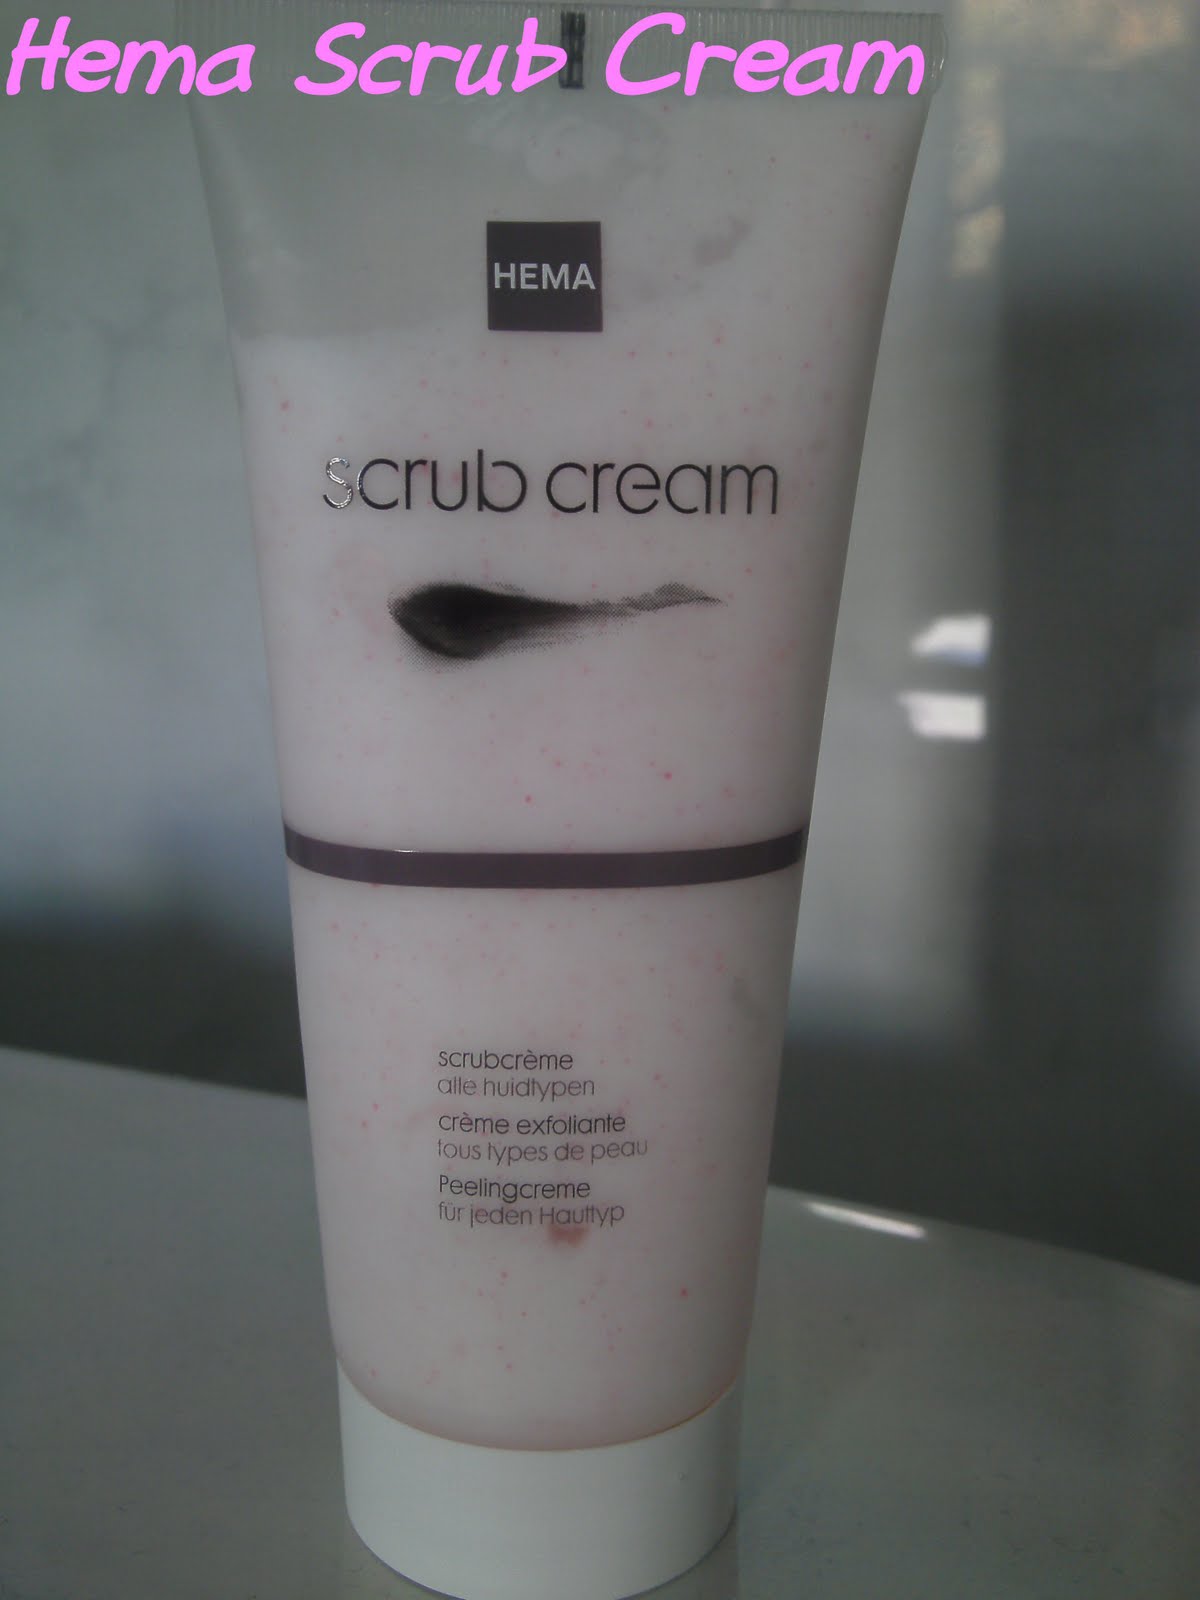 Hema Scrub Cream
HEMA
scrub cream
scrubcrème
alle huidtypen
crème exfoliante
tous types de peau
Peelingcreme
für jeden Hauttyp